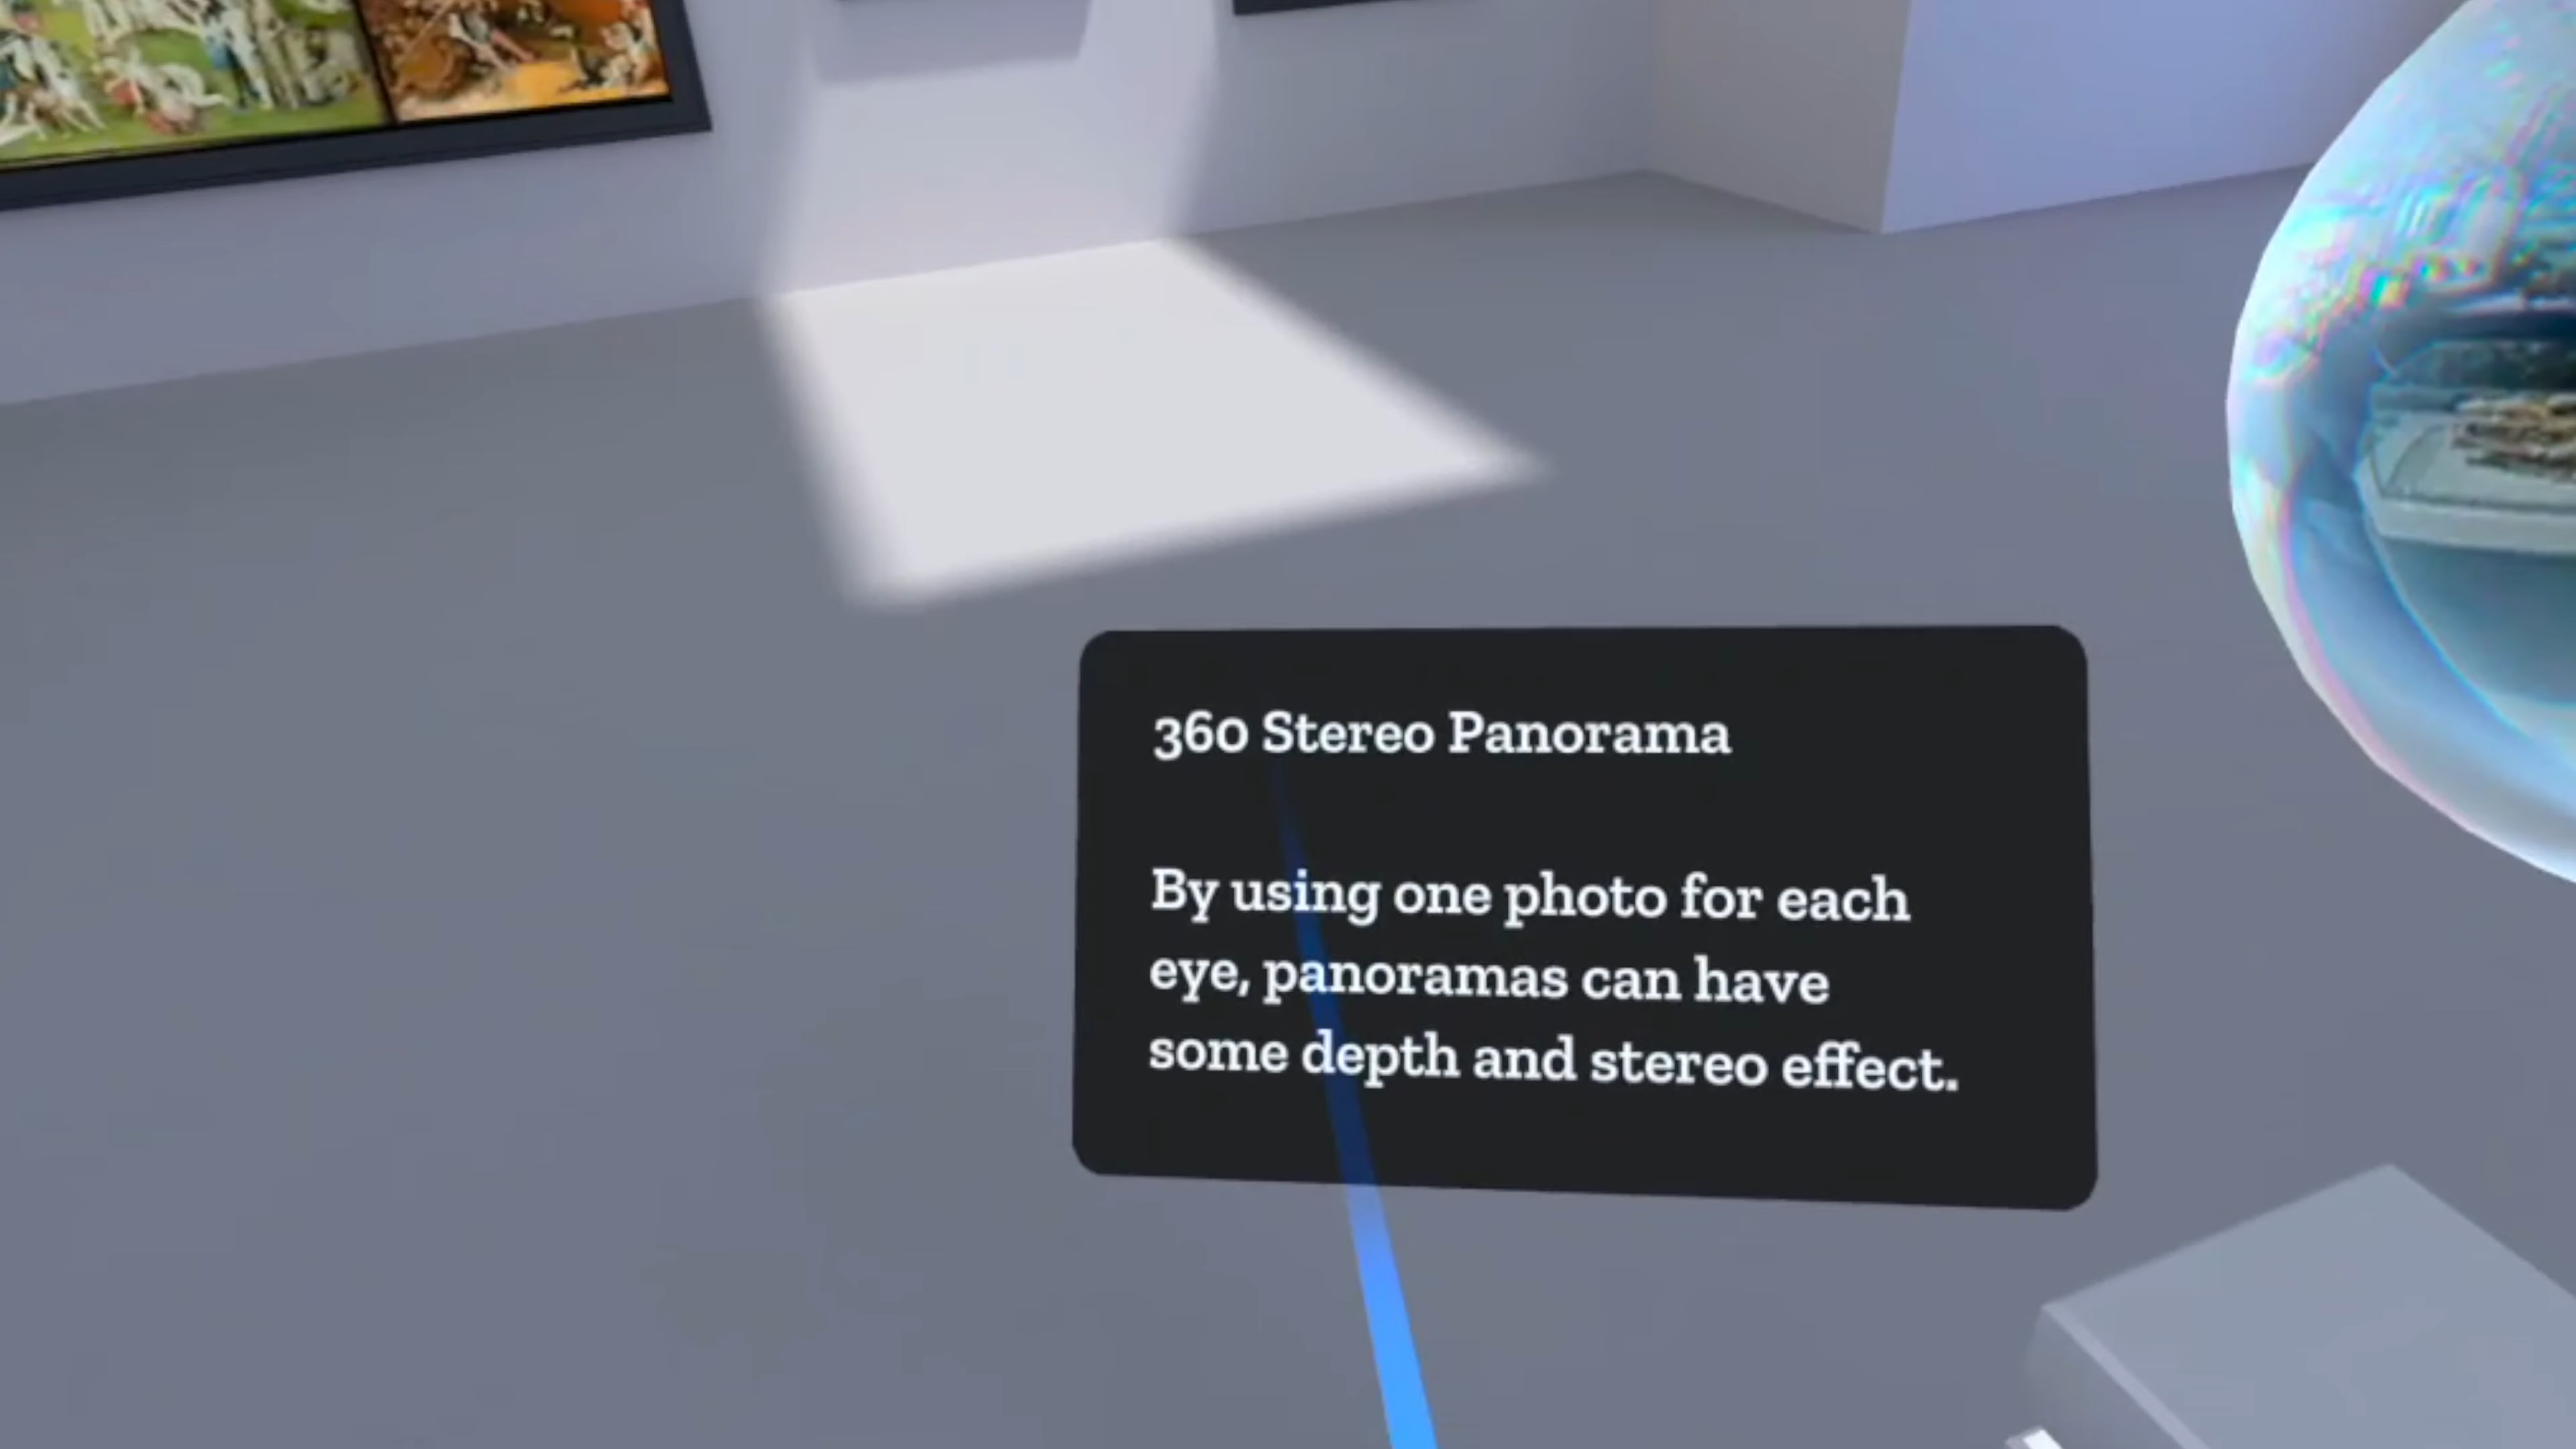 360 Stereo Panorama
By using one photo for each
eye, panoramas can have
some depth and stereo effect.